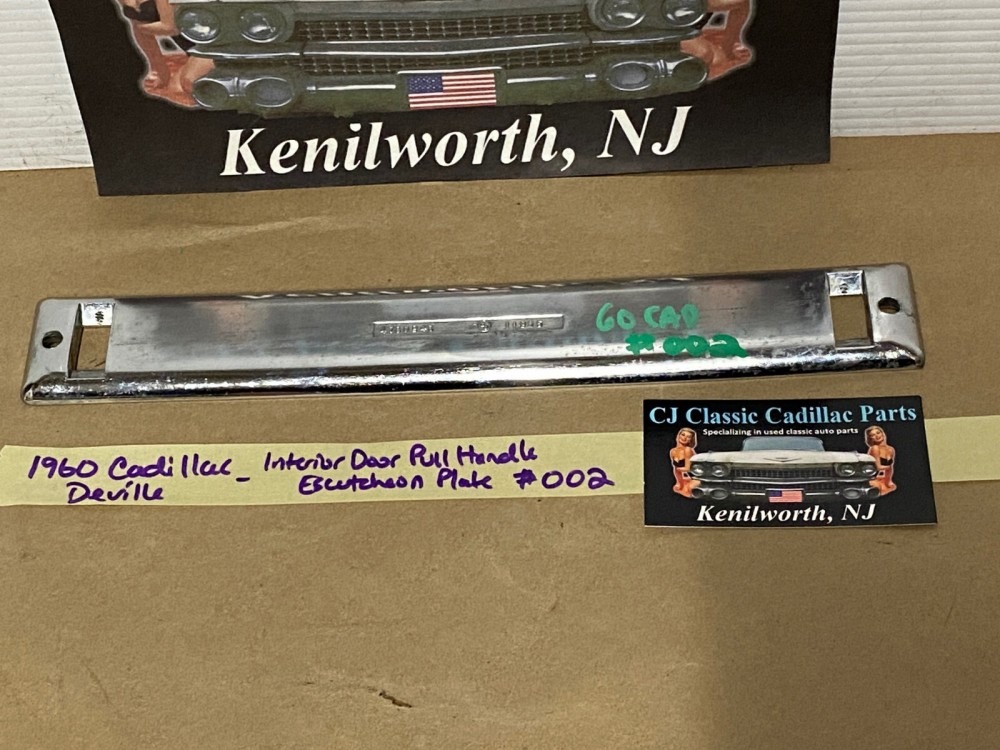 Kenilworth, NJ
60 CAD
#002
1960 Cadillac - Interior Door Pull Handle
Deville Escutcheon Plate #002
CJ Classic Cadillac Parts
Specializing in used classic auto parts
Kenilworth, NJ